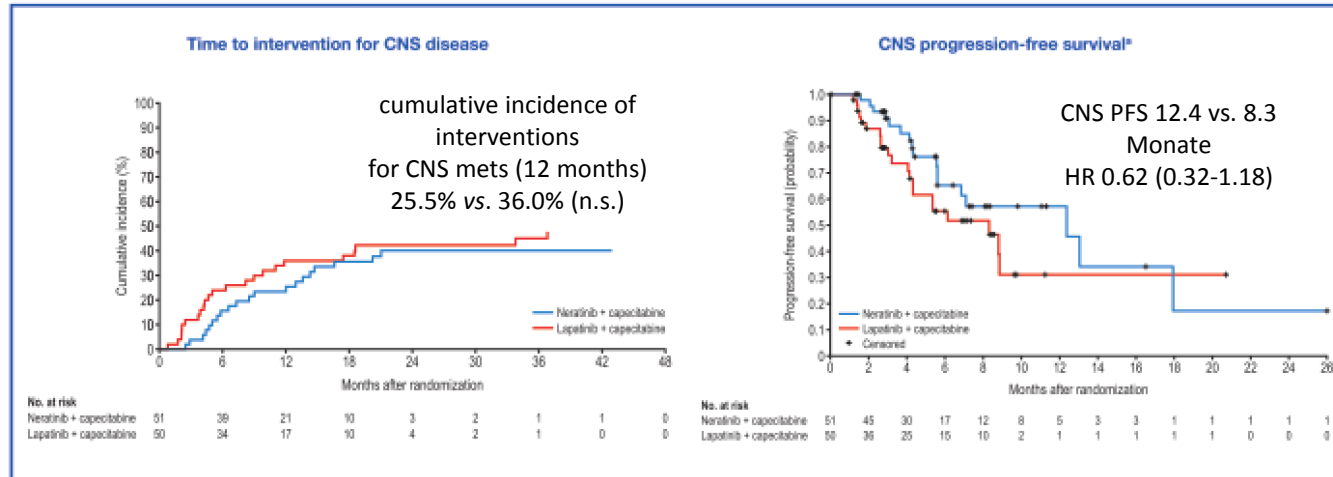 Time to intervention for CNS disease
cumulative incidence of
interventions
for CNS mets (12 months)
25.5% vs. 36.0% (n.s.)
Cumulative incidence (%)
100
90
80
70
60
50
40
30
20
10
0
0 6 12 18 24 30 36 42 48
Neratinib + capecitabine
Lapatinib + capecitabine
Months after randomization
No. at risk
Neratinib + capecitabine 51 39 21 10 3 2 1 1 0
Lapatinib + capecitabine 50 34 17 10 4 2 1 0 0
CNS progression-free survivalᵃ
CNS PFS 12.4 vs. 8.3
Monate
HR 0.62 (0.32-1.18)
Progression-free survival (probability)
1.0
0.9
0.8
0.7
0.6
0.5
0.4
0.3
0.2
0.1
0
Neratinib + capecitabine
Lapatinib + capecitabine
Censored
0 2 4 6 8 10 12 14 16 18 20 22 24 26
Months after randomization
No. at risk
Neratinib + capecitabine 51 45 30 17 12 8 5 3 3 1 1 1 1 1
Lapatinib + capecitabine 50 36 25 15 10 2 1 1 1 1 1 0 0 0